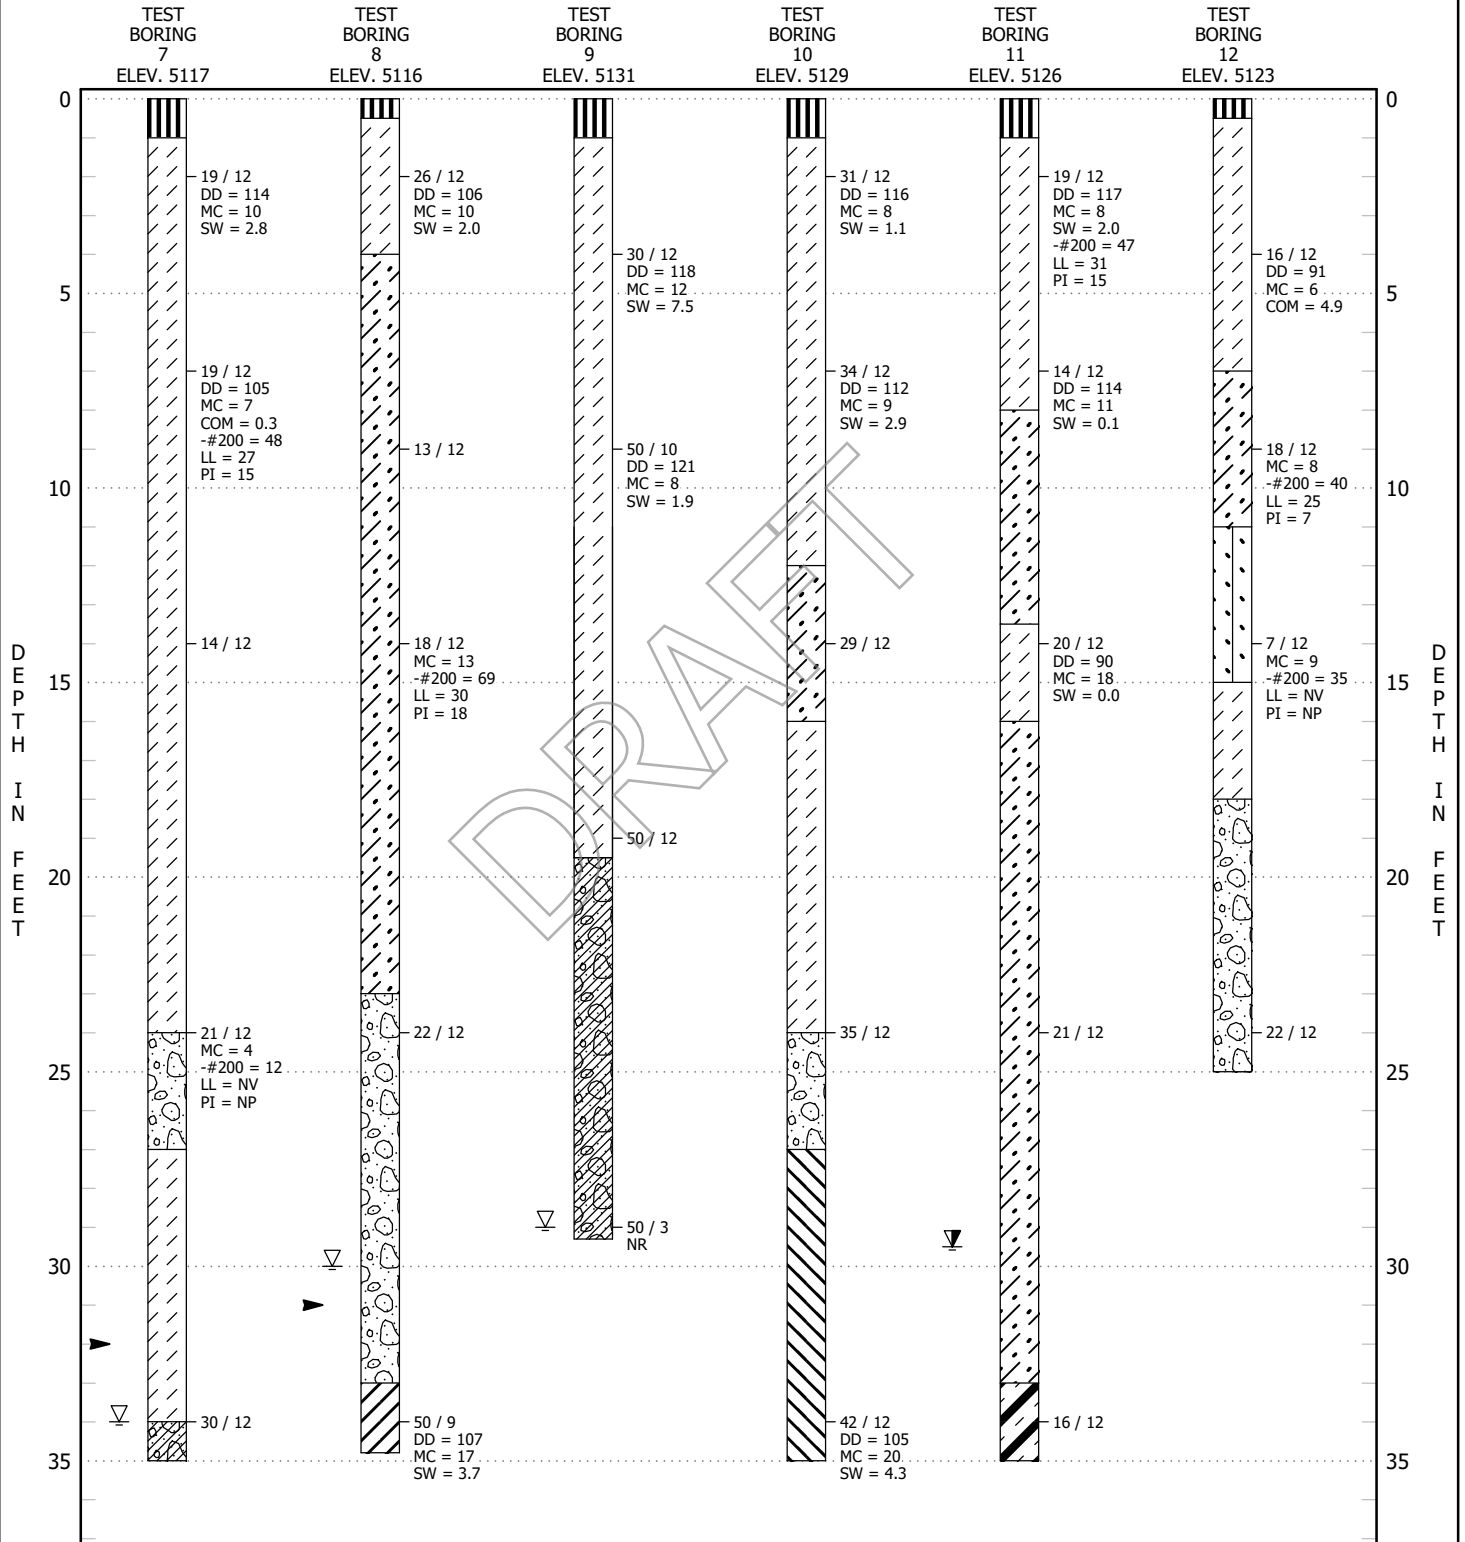 TEST
BORING
7
ELEV. 5117
TEST
BORING
8
ELEV. 5116
TEST
BORING
9
ELEV. 5131
TEST
BORING
10
ELEV. 5129
TEST
BORING
11
ELEV. 5126
TEST
BORING
12
ELEV. 5123
DEPTH IN FEET
0
5
10
15
20
25
30
35
19 / 12
DD = 114
MC = 10
SW = 2.8
19 / 12
DD = 105
MC = 7
COM = 0.3
-#200 = 48
LL = 27
PI = 15
14 / 12
21 / 12
MC = 4
-#200 = 12
LL = NV
PI = NP
30 / 12
26 / 12
DD = 106
MC = 10
SW = 2.0
13 / 12
18 / 12
MC = 13
-#200 = 69
LL = 30
PI = 18
22 / 12
50 / 9
DD = 107
MC = 17
SW = 3.7
30 / 12
DD = 118
MC = 12
SW = 7.5
50 / 10
DD = 121
MC = 8
SW = 1.9
50 / 12
50 / 3
NR
31 / 12
DD = 116
MC = 8
SW = 1.1
34 / 12
DD = 112
MC = 9
SW = 2.9
29 / 12
35 / 12
42 / 12
DD = 105
MC = 20
SW = 4.3
19 / 12
DD = 117
MC = 8
SW = 2.0
-#200 = 47
LL = 31
PI = 15
14 / 12
DD = 114
MC = 11
SW = 0.1
20 / 12
DD = 90
MC = 18
SW = 0.0
21 / 12
16 / 12
16 / 12
DD = 91
MC = 6
COM = 4.9
18 / 12
MC = 8
-#200 = 40
LL = 25
PI = 7
7 / 12
MC = 9
-#200 = 35
LL = NV
PI = NP
22 / 12
0
5
10
15
20
25
30
35
DEPTH IN FEET
DRAFT